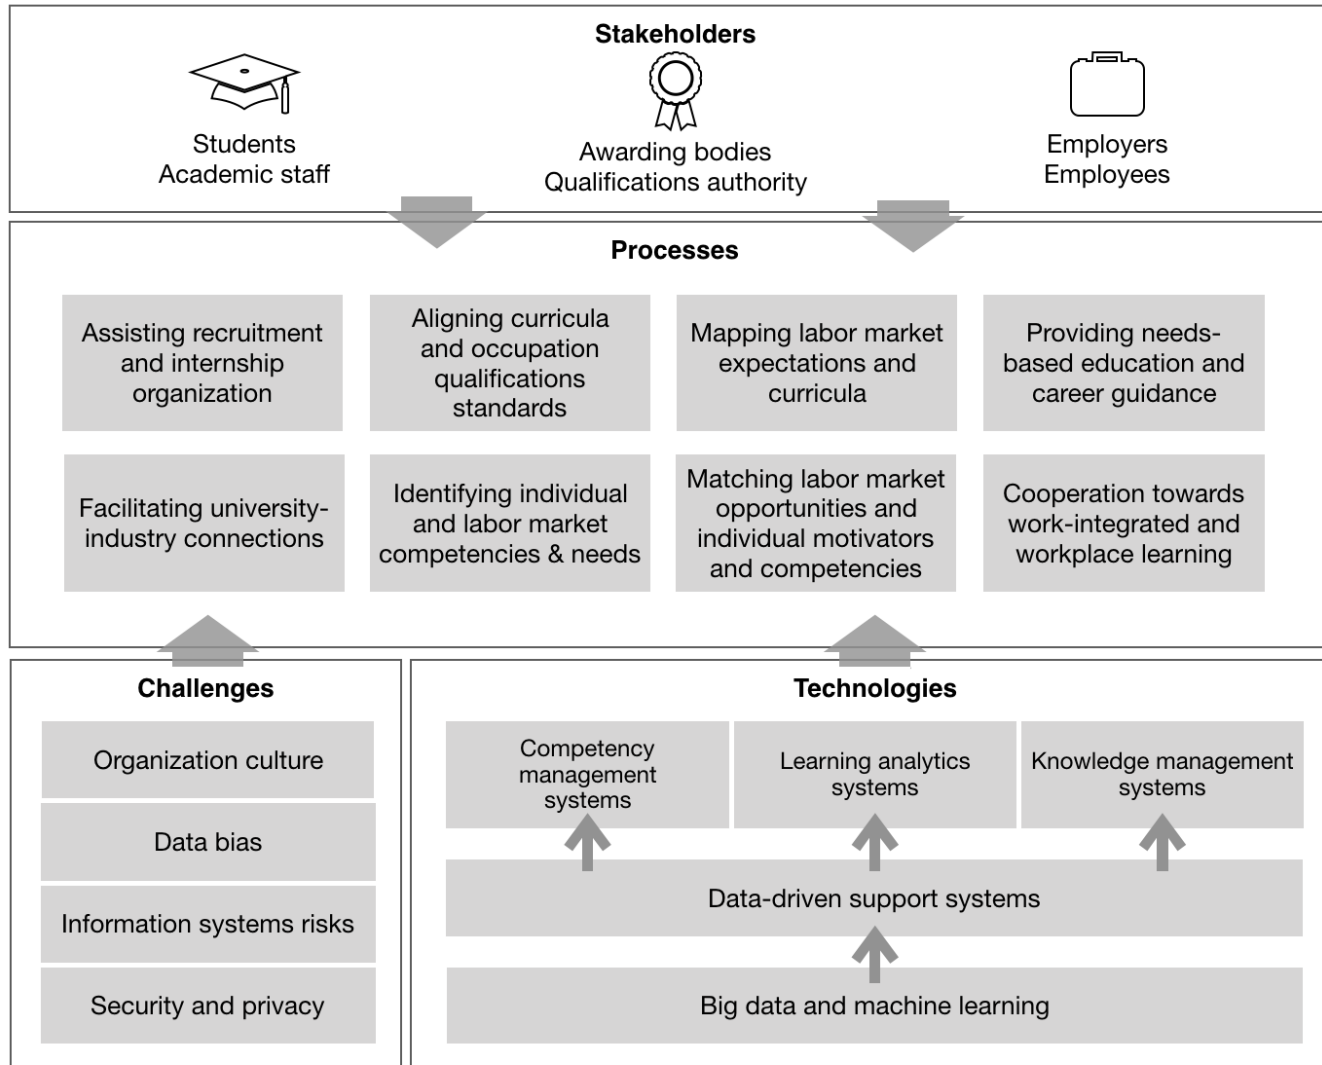 Stakeholders
Students
Academic staff
Awarding bodies
Qualifications authority
Employers
Employees
Processes
Assisting recruitment
and internship
organization
Aligning curricula
and occupation
qualifications
standards
Mapping labor market
expectations and
curricula
Providing needs-
based education and
career guidance
Facilitating university-
industry connections
Identifying individual
and labor market
competencies & needs
Matching labor market
opportunities and
individual motivators
and competencies
Cooperation towards
work-integrated and
workplace learning
Challenges
Organization culture
Data bias
Information systems risks
Security and privacy
Technologies
Competency
management
systems
Learning analytics
systems
Knowledge management
systems
Data-driven support systems
Big data and machine learning